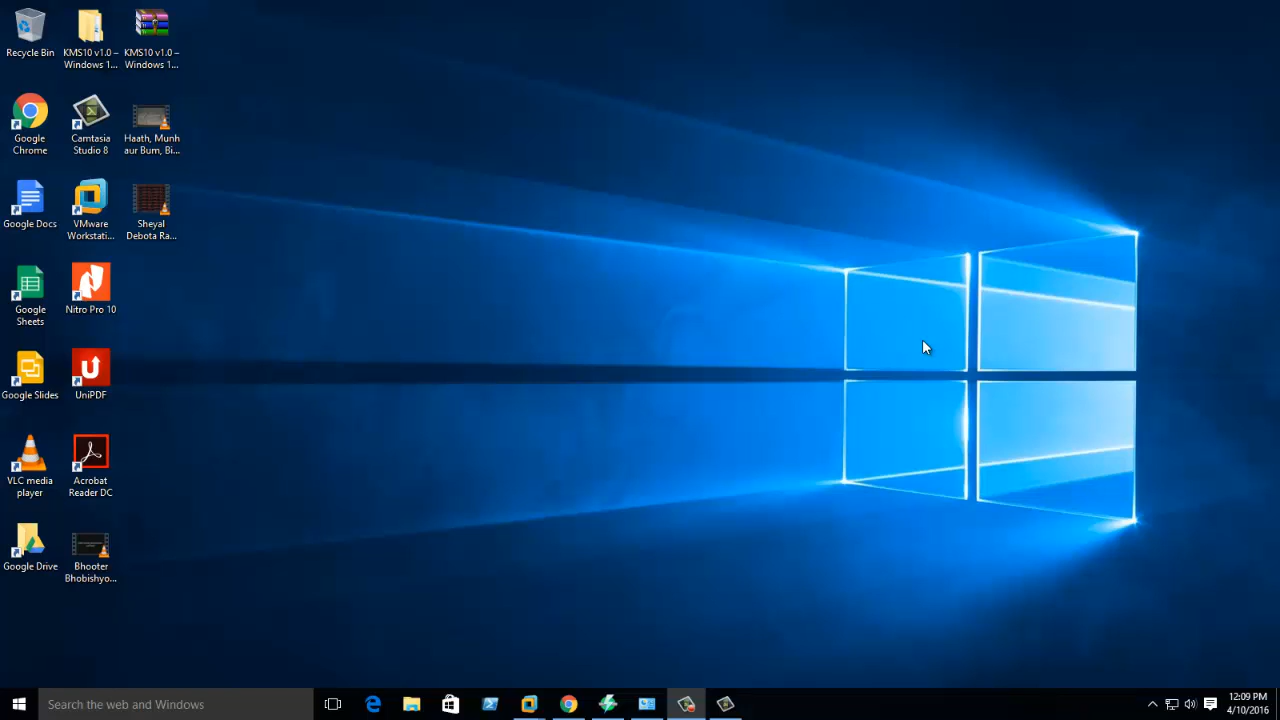 Recycle Bin
KMS10 v1.0 –
Windows 1...
KMS10 v1.0 –
Windows 1...
Google
Chrome
Camtasia
Studio 8
Haath, Munh
aur Bum, Bi...
Google Docs
VMware
Workstati...
Sheyal
Debota Ra...
Google
Sheets
Nitro Pro 10
Google Slides
UniPDF
VLC media
player
Acrobat
Reader DC
Google Drive
Bhooter
Bhobishyo...
Search the web and Windows
12:09 PM
4/10/2016